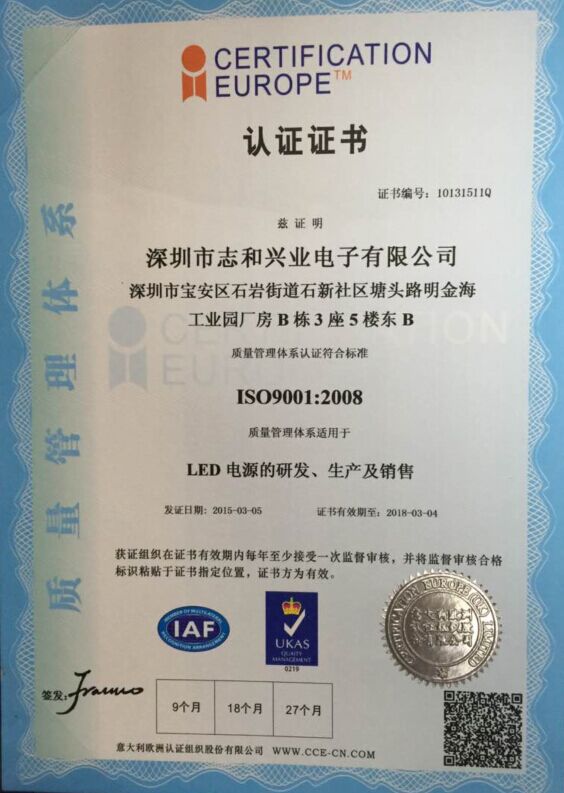 CERTIFICATION
EUROPE™
认证证书
证书编号：10131511Q
兹证明
深圳市志和兴业电子有限公司
深圳市宝安区石岩街道石新社区塘头路明金海
工业园厂房 B 栋 3 座 5 楼东 B
质量管理体系认证符合标准
ISO9001:2008
质量管理体系适用于
LED 电源的研发、生产及销售
发证日期：2015-03-05 证书有效期至：2018-03-04
获证组织在证书有效期内每年至少接受一次监督审核，并将监督审核合格
标识粘贴于证书指定位置，证书方为有效。
质量管理体系
MEMBER OF MULTILATERAL
IAF
RECOGNITION ARRANGEMENT
UKAS
QUALITY
MANAGEMENT
0219
签发：
9个月 18个月 27个月
意大利欧洲认证组织股份有限公司 WWW.CCE-CN.COM